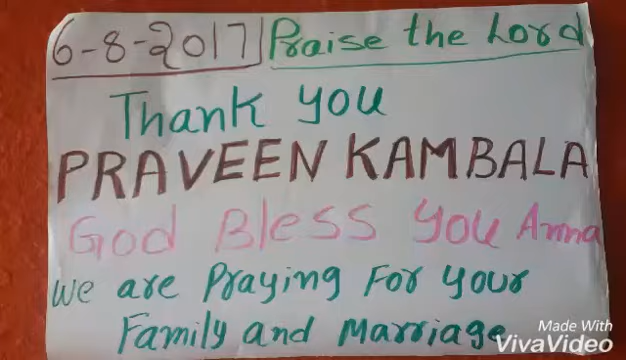 6-8-2017 Praise the Lord
Thank you
PRAVEEN KAMBALA
God Bless you Anna
We are Praying For your
Family and Marriage
Made With
VivaVideo